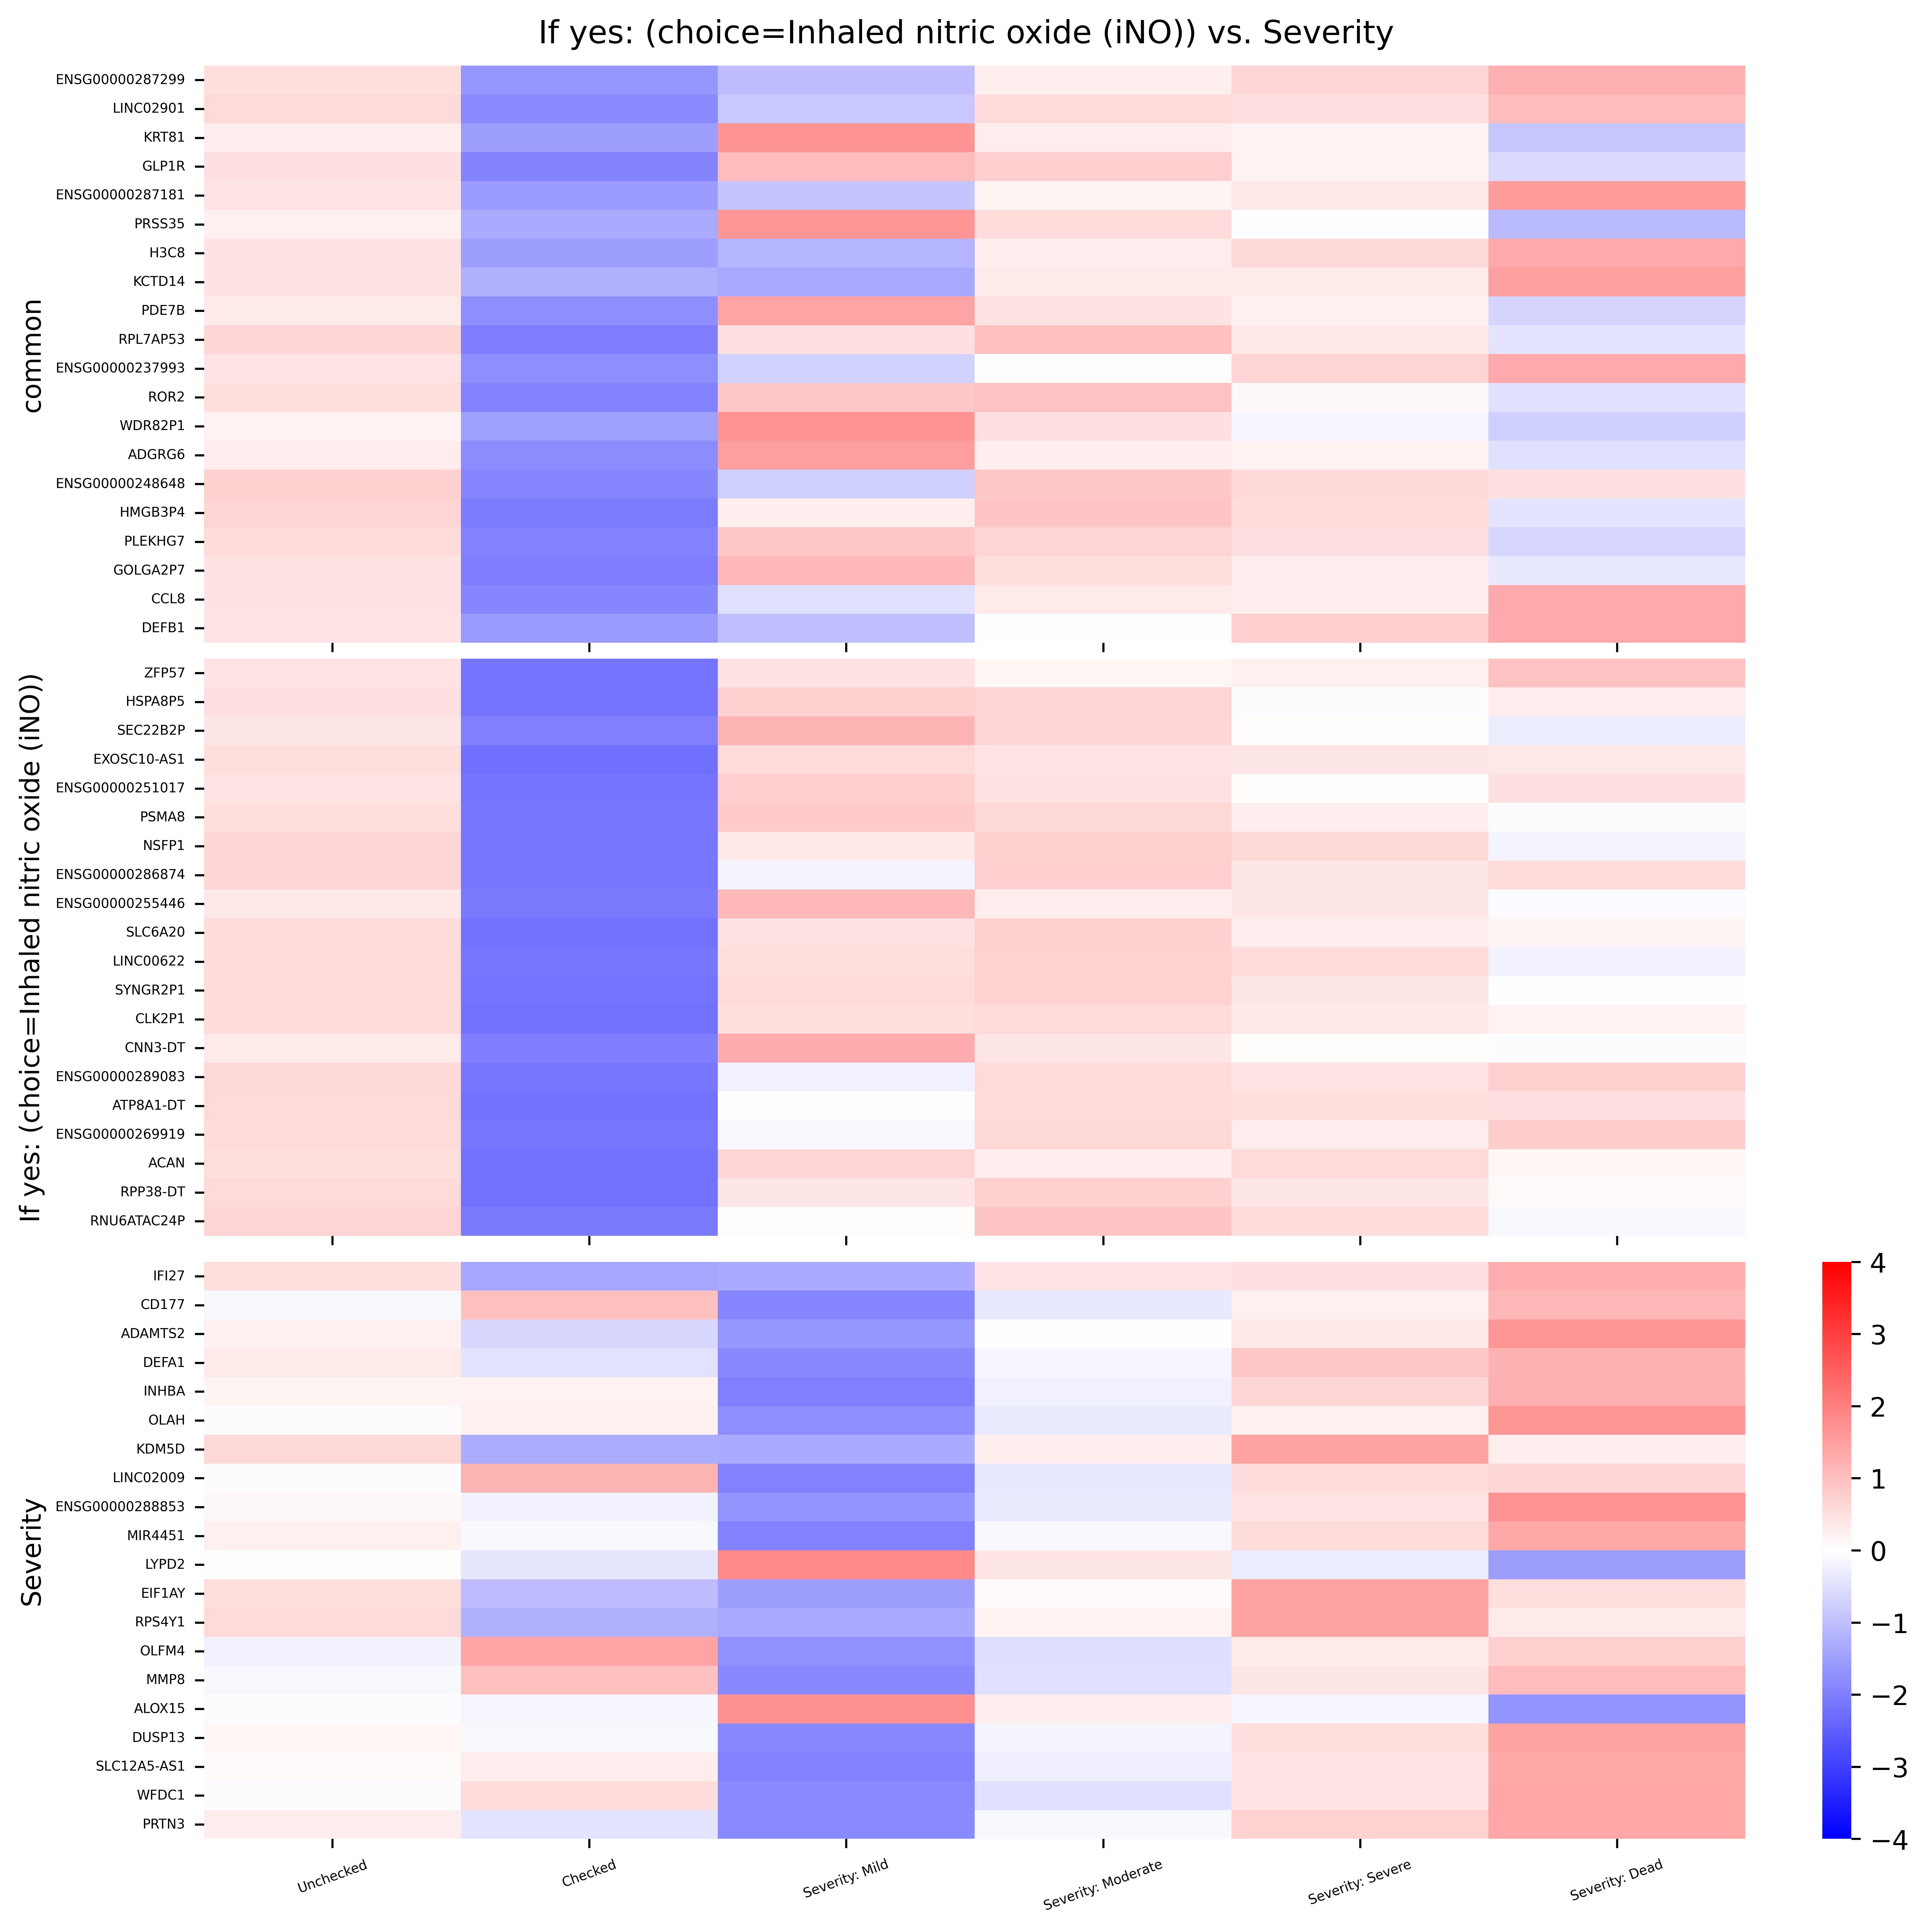 If yes: (choice=Inhaled nitric oxide (iNO)) vs. Severity
common
ENSG00000287299
LINC02901
KRT81
GLP1R
ENSG00000287181
PRSS35
H3C8
KCTD14
PDE7B
RPL7AP53
ENSG00000237993
ROR2
WDR82P1
ADGRG6
ENSG00000248648
HMGB3P4
PLEKHG7
GOLGA2P7
CCL8
DEFB1
If yes: (choice=Inhaled nitric oxide (iNO))
ZFP57
HSPA8P5
SEC22B2P
EXOSC10-AS1
ENSG00000251017
PSMA8
NSFP1
ENSG00000286874
ENSG00000255446
SLC6A20
LINC00622
SYNGR2P1
CLK2P1
CNN3-DT
ENSG00000289083
ATP8A1-DT
ENSG00000269919
ACAN
RPP38-DT
RNU6ATAC24P
Severity
IFI27
CD177
ADAMTS2
DEFA1
INHBA
OLAH
KDM5D
LINC02009
ENSG00000288853
MIR4451
LYPD2
EIF1AY
RPS4Y1
OLFM4
MMP8
ALOX15
DUSP13
SLC12A5-AS1
WFDC1
PRTN3
Unchecked
Checked
Severity: Mild
Severity: Moderate
Severity: Severe
Severity: Dead
4
3
2
1
0
−1
−2
−3
−4